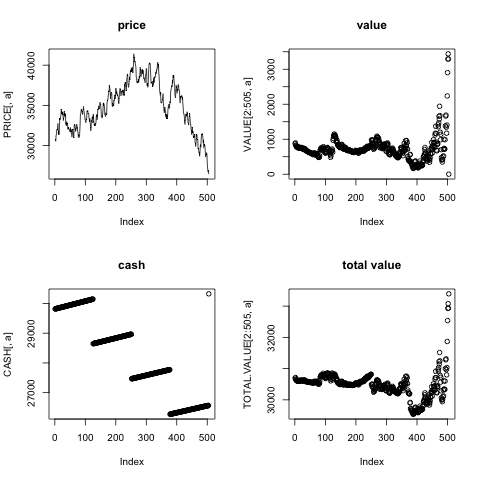 price
PRICE[, a]
40000
35000
30000
0 100 200 300 400 500
Index
value
VALUE[2:505, a]
3000
2000
1000
0
0 100 200 300 400 500
Index
cash
CASH[, a]
29000
27000
0 100 200 300 400 500
Index
total value
TOTAL.VALUE[2:505, a]
32000
30000
0 100 200 300 400 500
Index